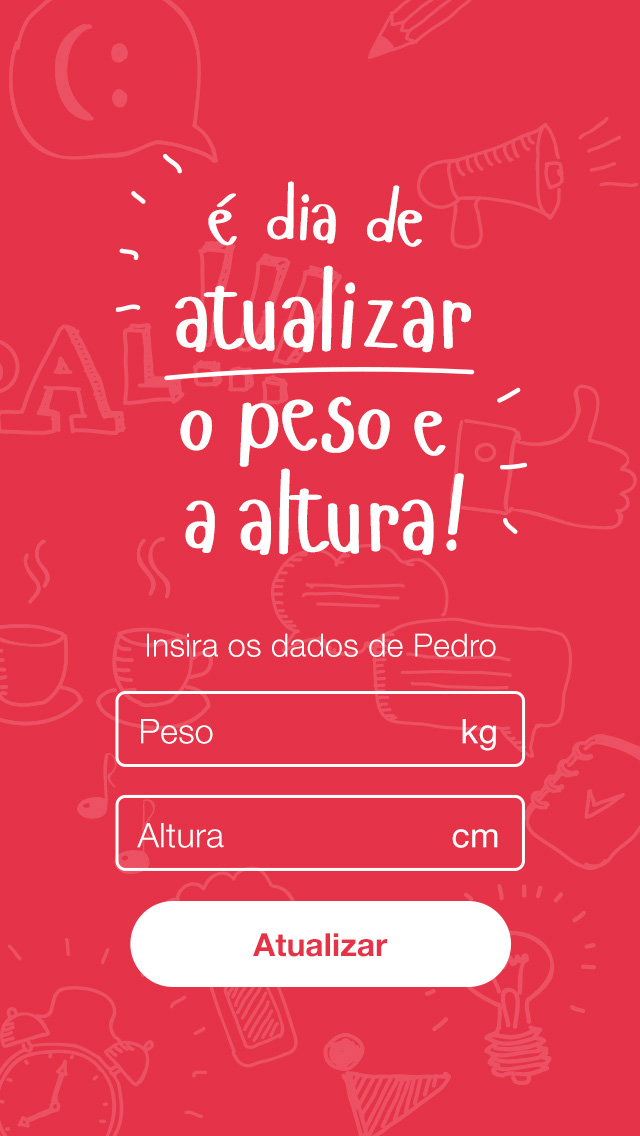 é dia de
atualizar
o peso e
a altura!
Insira os dados de Pedro
Peso kg
Altura cm
Atualizar